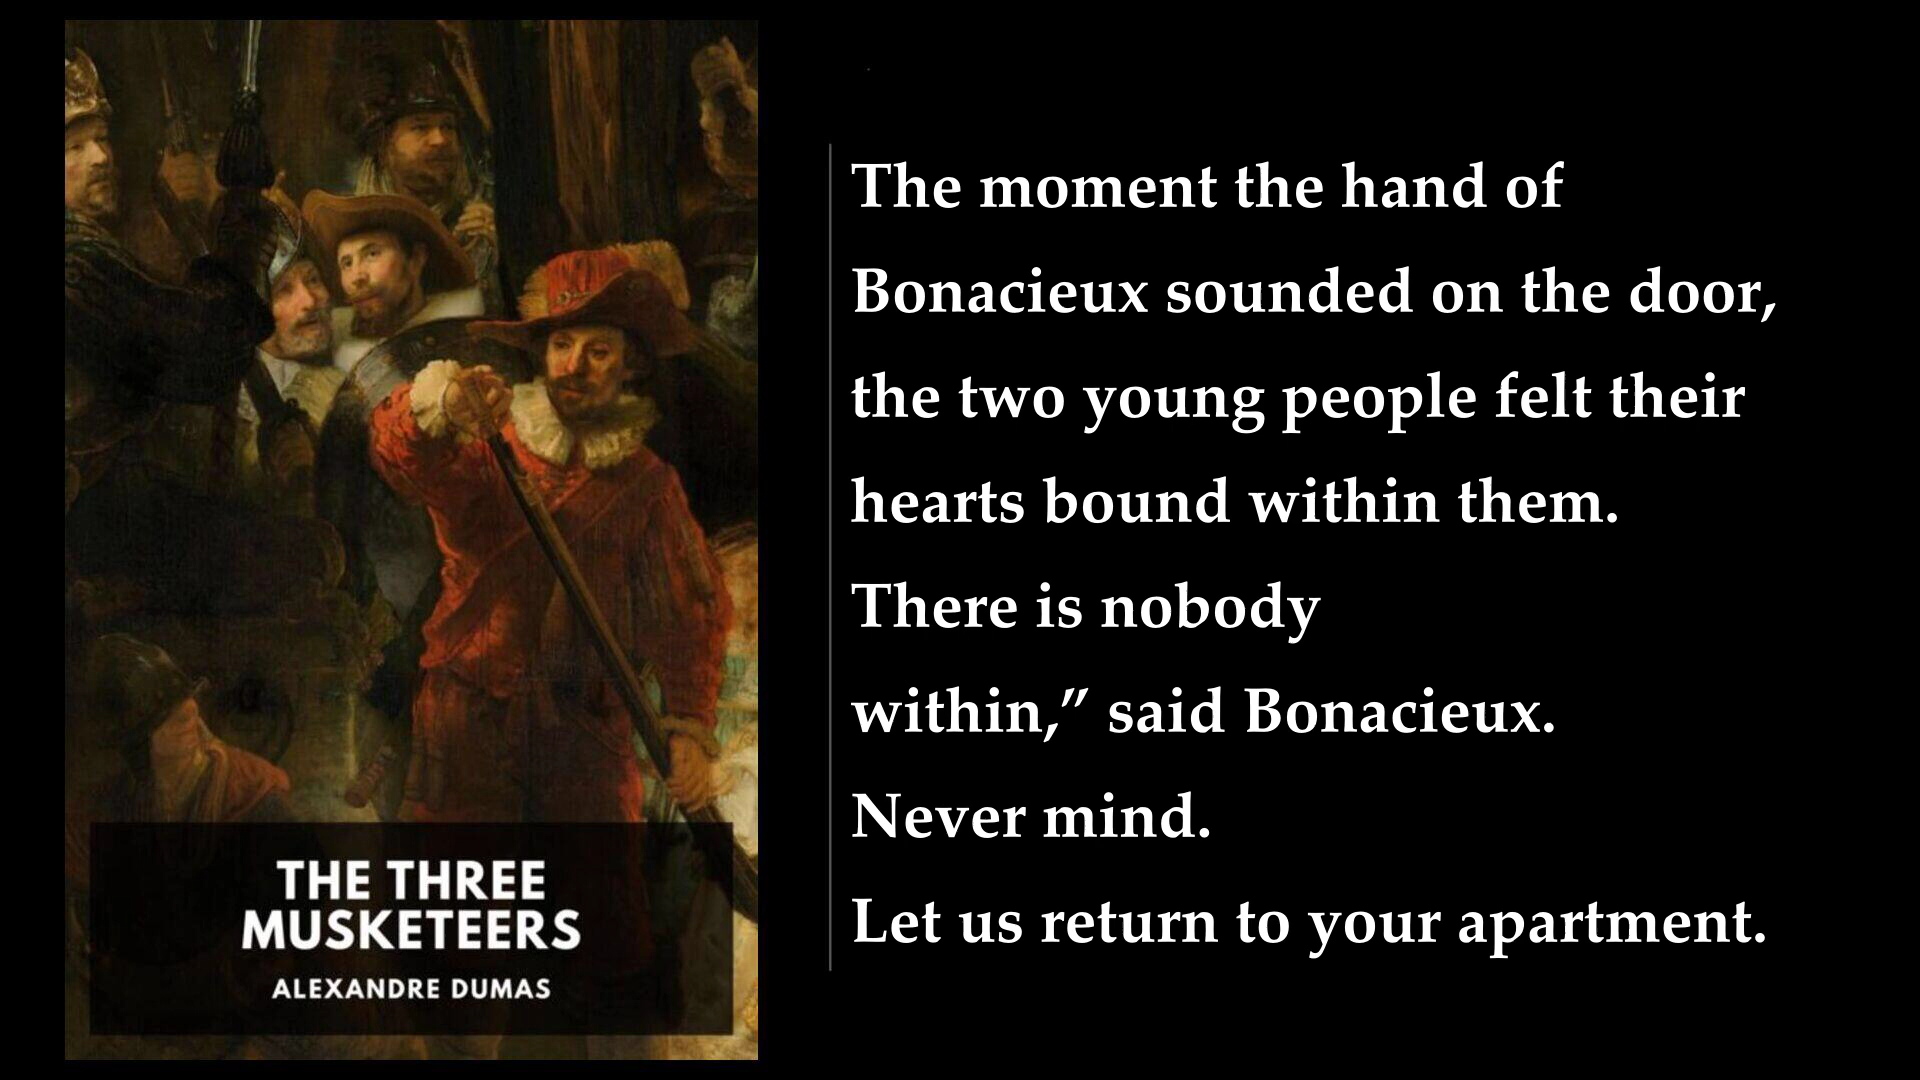 THE THREE
MUSKETEERS
ALEXANDRE DUMAS
The moment the hand of
Bonacieux sounded on the door,
the two young people felt their
hearts bound within them.
There is nobody
within,” said Bonacieux.
Never mind.
Let us return to your apartment.